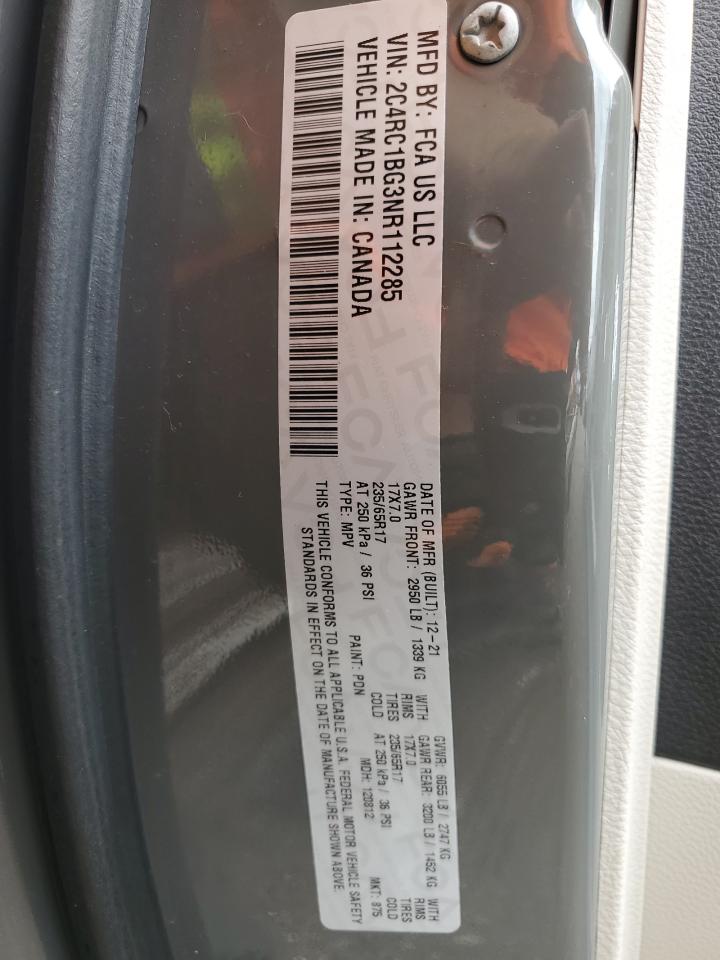 MFD BY: FCA US LLC
VIN: 2C4RC1BG3NR112285
VEHICLE MADE IN: CANADA
DATE OF MFR (BUILT): 12-21
GVWR: 6055 LB / 2747 KG
GAWR FRONT: 2950 LB / 1339 KG WITH
GAWR REAR: 3200 LB / 1452 KG WITH
17X7.0 RIMS
17X7.0 RIMS
235/65R17 TIRES
235/65R17 TIRES
AT 250 kPa / 36 PSI COLD
AT 250 kPa / 36 PSI COLD
TYPE: MPV
PAINT: PDN
MDH: 120812
MKT: 875
THIS VEHICLE CONFORMS TO ALL APPLICABLE U.S.A. FEDERAL MOTOR VEHICLE SAFETY
STANDARDS IN EFFECT ON THE DATE OF MANUFACTURE SHOWN ABOVE.